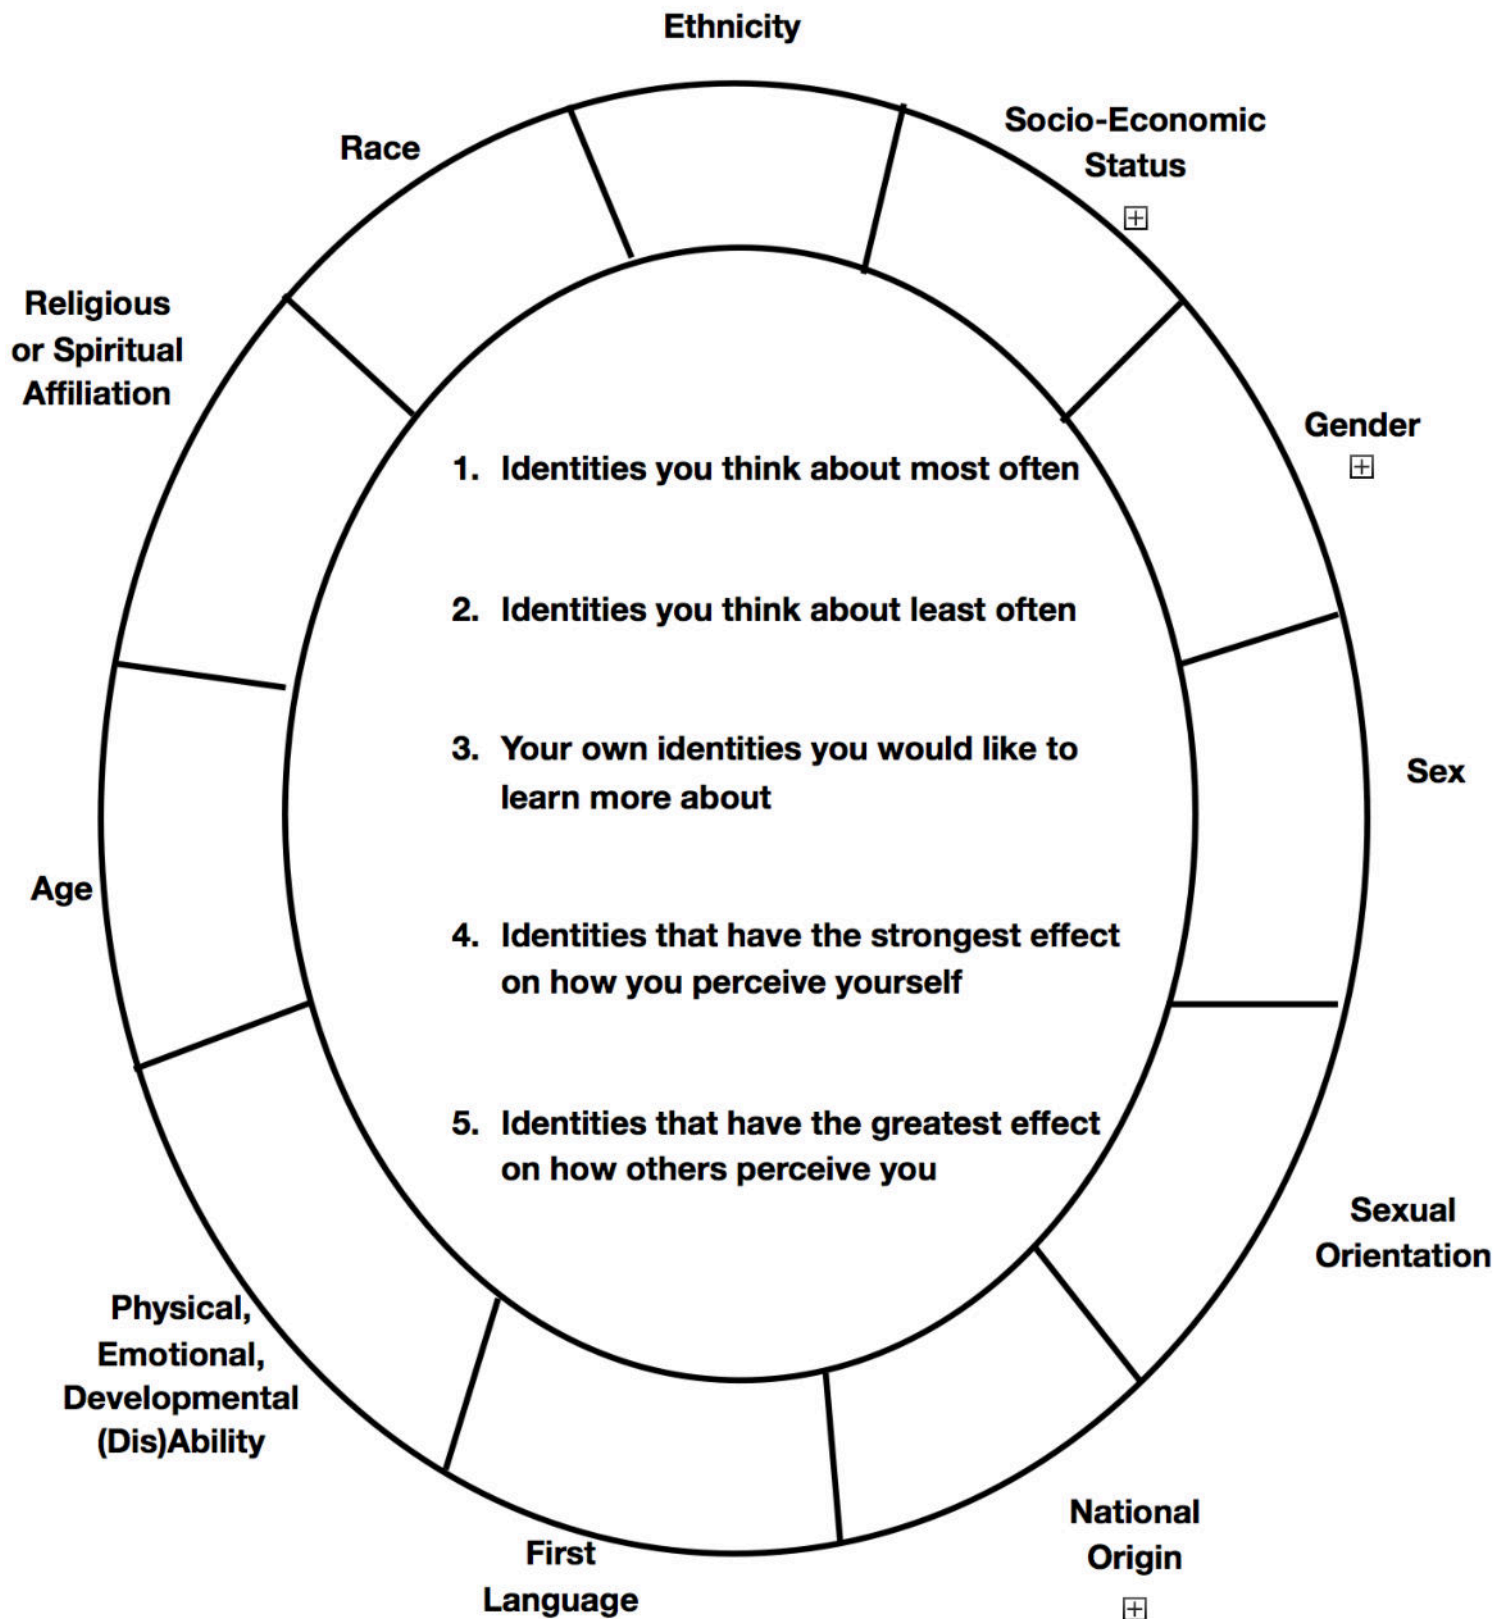 Ethnicity
Socio-Economic
Status
Race
Religious
or Spiritual
Affiliation
Gender
1. Identities you think about most often
2. Identities you think about least often
3. Your own identities you would like to
learn more about
Sex
Age
4. Identities that have the strongest effect
on how you perceive yourself
5. Identities that have the greatest effect
on how others perceive you
Sexual
Orientation
Physical,
Emotional,
Developmental
(Dis)Ability
National
Origin
First
Language